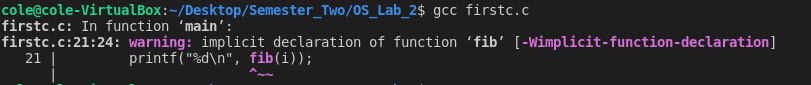 cole@cole-VirtualBox:~/Desktop/Semester_Two/OS_Lab_2$ gcc firstc.c
firstc.c: In function ‘main’:
firstc.c:21:24: warning: implicit declaration of function ‘fib’ [-Wimplicit-function-declaration]
   21 |         printf("%d\n", fib(i));
      |                        ^~~